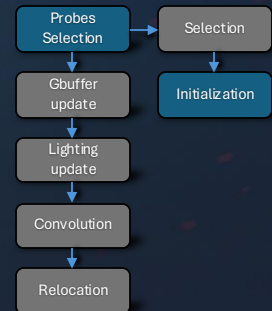 Probes
Selection
Selection
Gbuffer
update
Initialization
Lighting
update
Convolution
Relocation